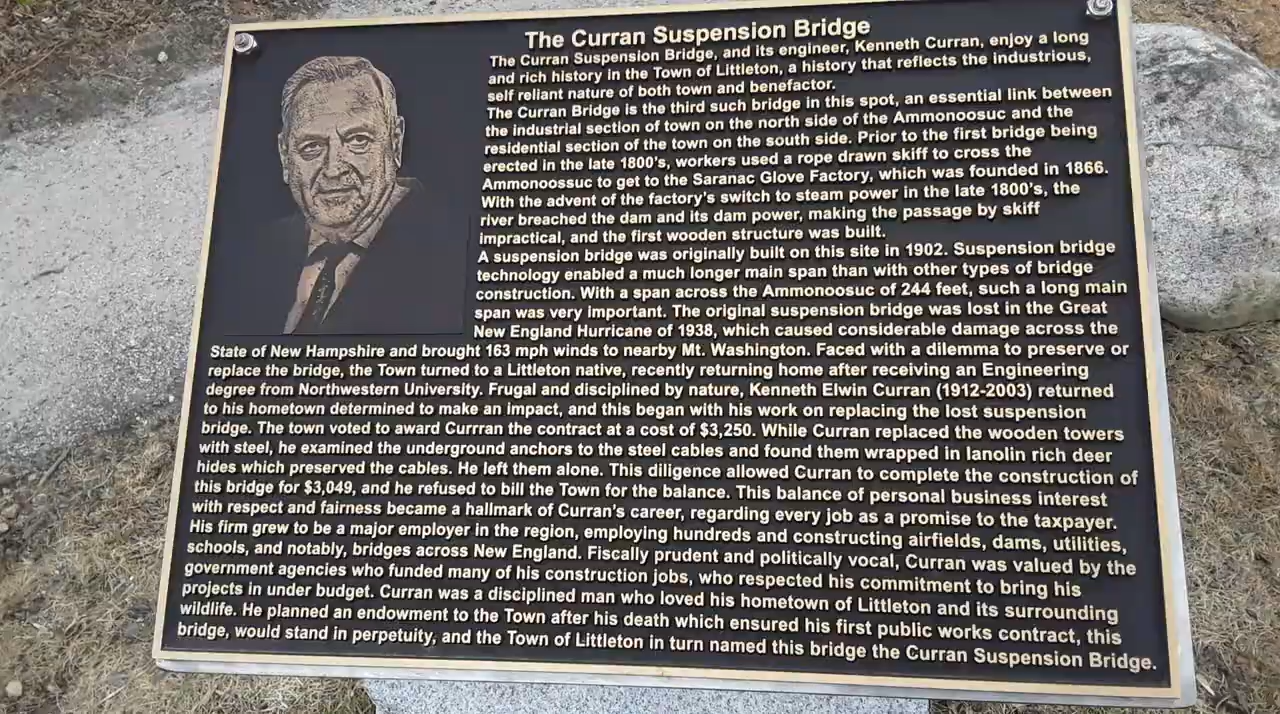 The Curran Suspension Bridge
The Curran Suspension Bridge, and its engineer, Kenneth Curran, enjoy a long
and rich history in the Town of Littleton, a history that reflects the industrious,
self reliant nature of both town and benefactor.
The Curran Bridge is the third such bridge in this spot, an essential link between
the industrial section of town on the north side of the Ammonoosuc and the
residential section of the town on the south side. Prior to the first bridge being
erected in the late 1800's, workers used a rope drawn skiff to cross the
Ammonoossuc to get to the Saranac Glove Factory, which was founded in 1866.
With the advent of the factory's switch to steam power in the late 1800's, the
river breached the dam and its dam power, making the passage by skiff
impractical, and the first wooden structure was built.
A suspension bridge was originally built on this site in 1902. Suspension bridge
technology enabled a much longer main span than with other types of bridge
construction. With a span across the Ammonoosuc of 244 feet, such a long main
span was very important. The original suspension bridge was lost in the Great
New England Hurricane of 1938, which caused considerable damage across the
State of New Hampshire and brought 163 mph winds to nearby Mt. Washington. Faced with a dilemma to preserve or
replace the bridge, the Town turned to a Littleton native, recently returning home after receiving an Engineering
degree from Northwestern University. Frugal and disciplined by nature, Kenneth Elwin Curran (1912-2003) returned
to his hometown determined to make an impact, and this began with his work on replacing the lost suspension
bridge. The town voted to award Currran the contract at a cost of $3,250. While Curran replaced the wooden towers
with steel, he examined the underground anchors to the steel cables and found them wrapped in lanolin rich deer
hides which preserved the cables. He left them alone. This diligence allowed Curran to complete the construction of
this bridge for $3,049, and he refused to bill the Town for the balance. This balance of personal business interest
with respect and fairness became a hallmark of Curran's career, regarding every job as a promise to the taxpayer.
His firm grew to be a major employer in the region, employing hundreds and constructing airfields, dams, utilities,
schools, and notably, bridges across New England. Fiscally prudent and politically vocal, Curran was valued by the
government agencies who funded many of his construction jobs, who respected his commitment to bring his
projects in under budget. Curran was a disciplined man who loved his hometown of Littleton and its surrounding
wildlife. He planned an endowment to the Town after his death which ensured his first public works contract, this
bridge, would stand in perpetuity, and the Town of Littleton in turn named this bridge the Curran Suspension Bridge.